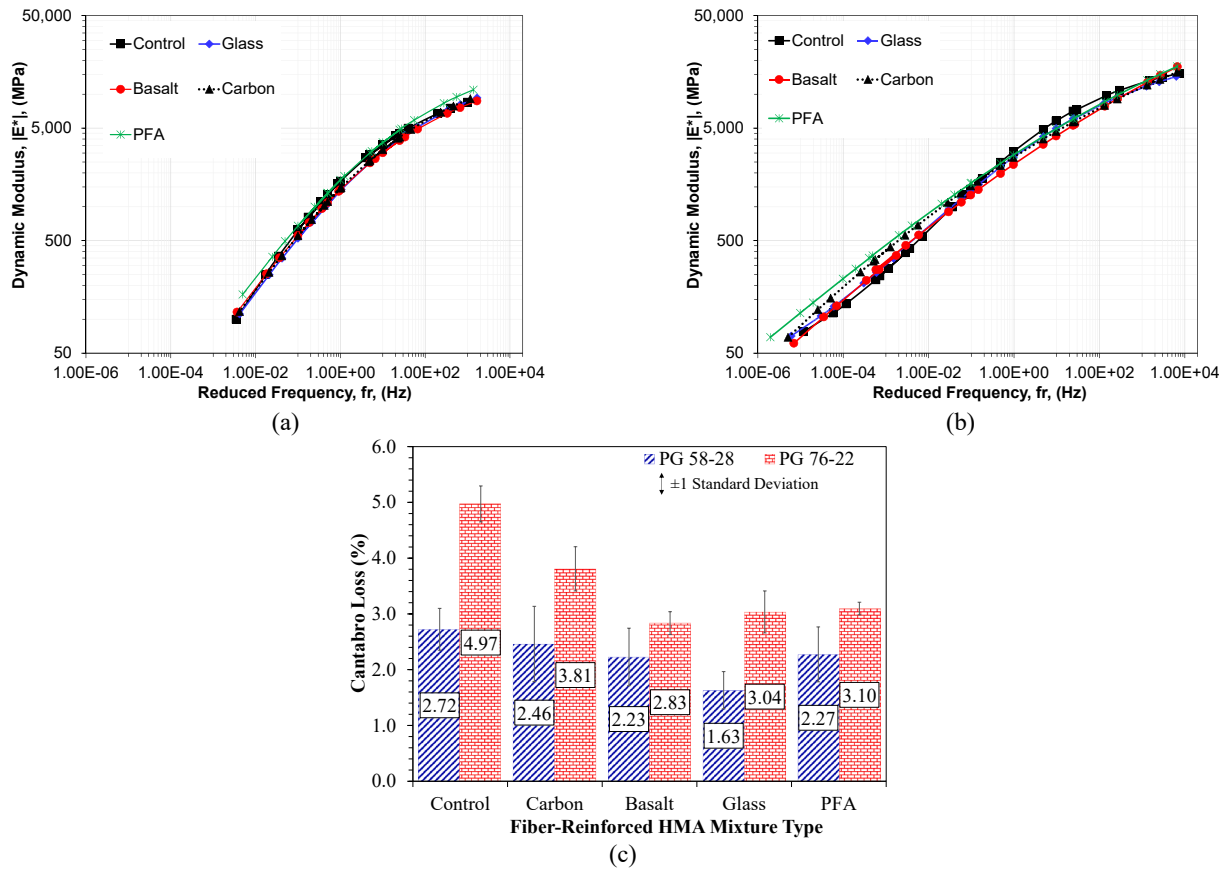 50,000
5,000
500
50
Dynamic Modulus, |E*|, (MPa)
Control
Glass
Basalt
Carbon
PFA
1.00E-06 1.00E-04 1.00E-02 1.00E+00 1.00E+02 1.00E+04
Reduced Frequency, fr, (Hz)
(a)
50,000
5,000
500
50
Dynamic Modulus, |E*|, (MPa)
Control
Glass
Basalt
Carbon
PFA
1.00E-06 1.00E-04 1.00E-02 1.00E+00 1.00E+02 1.00E+04
Reduced Frequency, fr, (Hz)
(b)
6.0
5.0
4.0
3.0
2.0
1.0
0.0
Cantabro Loss (%)
PG 58-28 PG 76-22
±1 Standard Deviation
2.72 4.97 2.46 3.81 2.23 2.83 1.63 3.04 2.27 3.10
Control Carbon Basalt Glass PFA
Fiber-Reinforced HMA Mixture Type
(c)